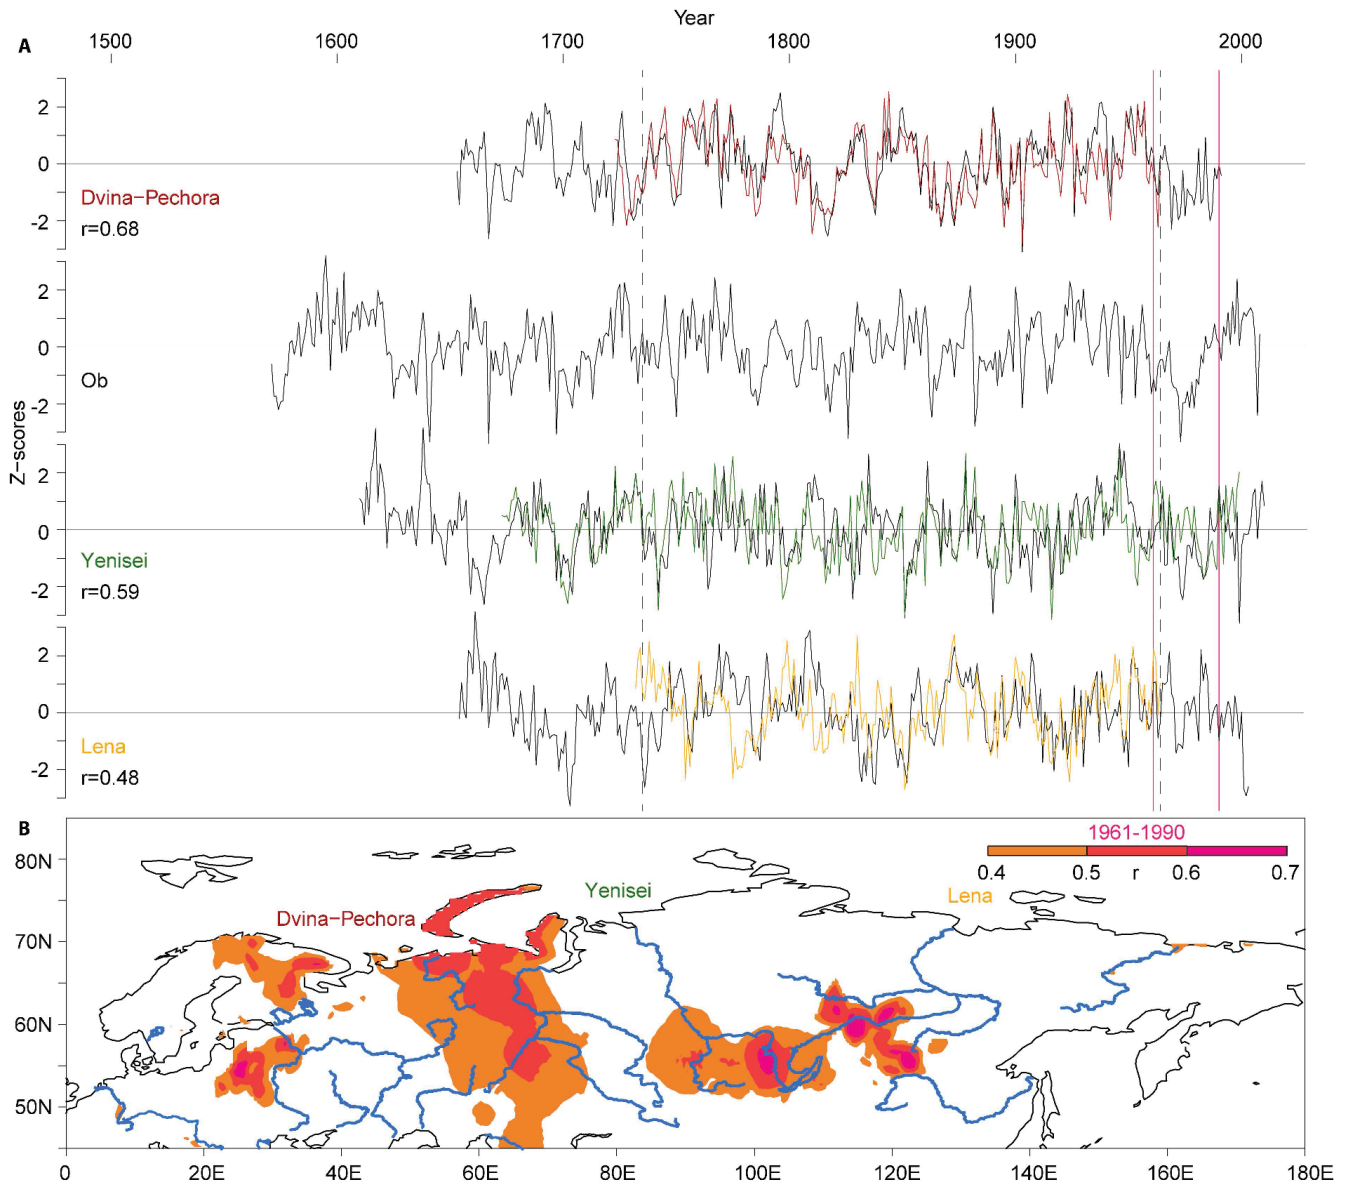 Year
A
1500 1600 1700 1800 1900 2000
2
0
Dvina−Pechora
-2
r=0.68
2
0
Ob
-2
Z−scores
2
0
Yenisei
-2
r=0.59
2
0
Lena
-2
r=0.48
B
1961-1990
80N
0.4 0.5 r 0.6 0.7
Yenisei
Lena
Dvina−Pechora
70N
60N
50N
0 20E 40E 60E 80E 100E 120E 140E 160E 180E